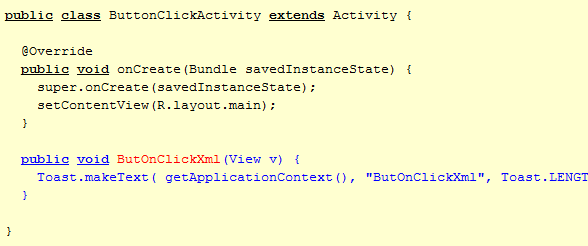 public class ButtonClickActivity extends Activity {
@Override
public void onCreate(Bundle savedInstanceState) {
super.onCreate(savedInstanceState);
setContentView(R.layout.main);
}
public void ButOnClickXml(View v) {
Toast.makeText( getApplicationContext(), "ButOnClickXml", Toast.LENGT
}
}